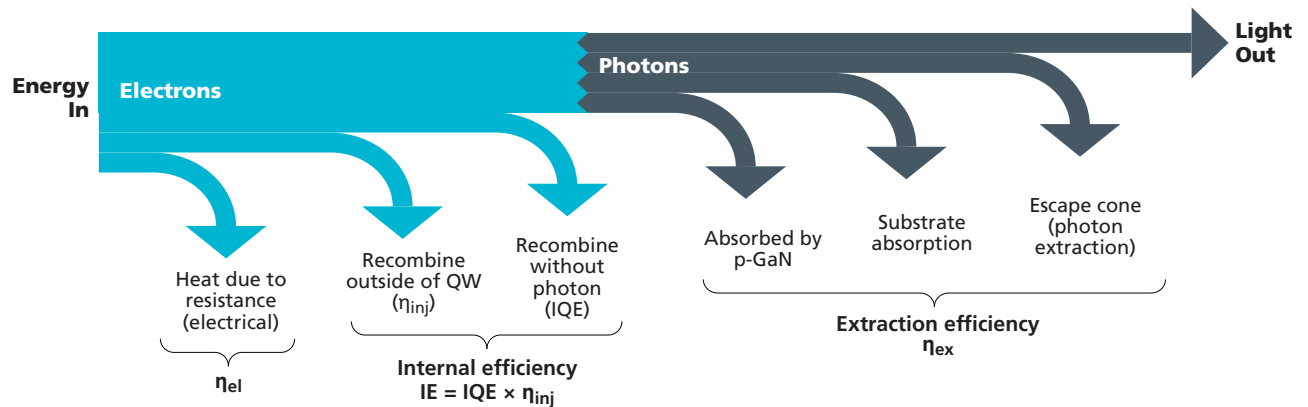 Energy
In
Electrons
Photons
Light
Out
Heat due to
resistance
(electrical)
ηel
Recombine
outside of QW
(ηinj)
Recombine
without
photon
(IQE)
Internal efficiency
IE = IQE × ηinj
Absorbed by
p-GaN
Substrate
absorption
Escape cone
(photon
extraction)
Extraction efficiency
ηex